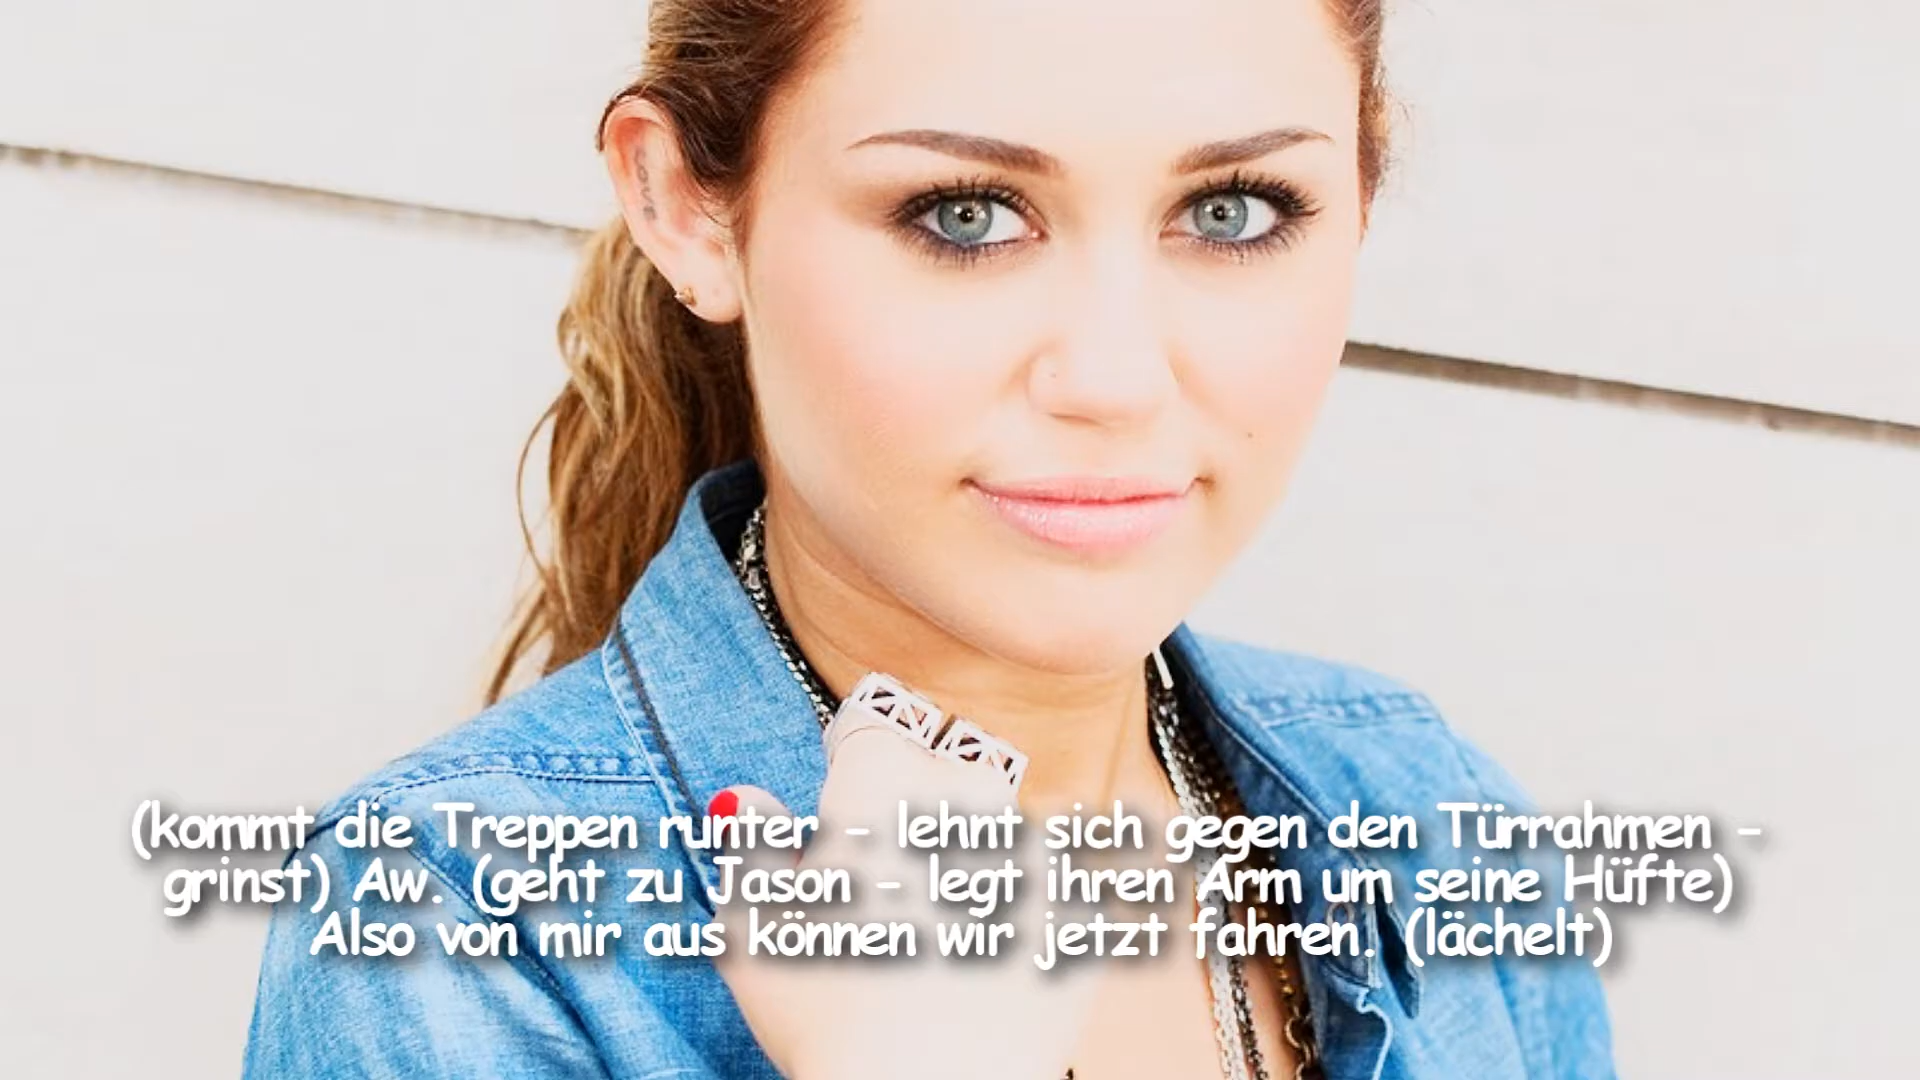 LOVE
(kommt die Treppen runter - lehnt sich gegen den Türrahmen -
grinst) Aw. (geht zu Jason - legt ihren Arm um seine Hüfte)
Also von mir aus können wir jetzt fahren. (lächelt)